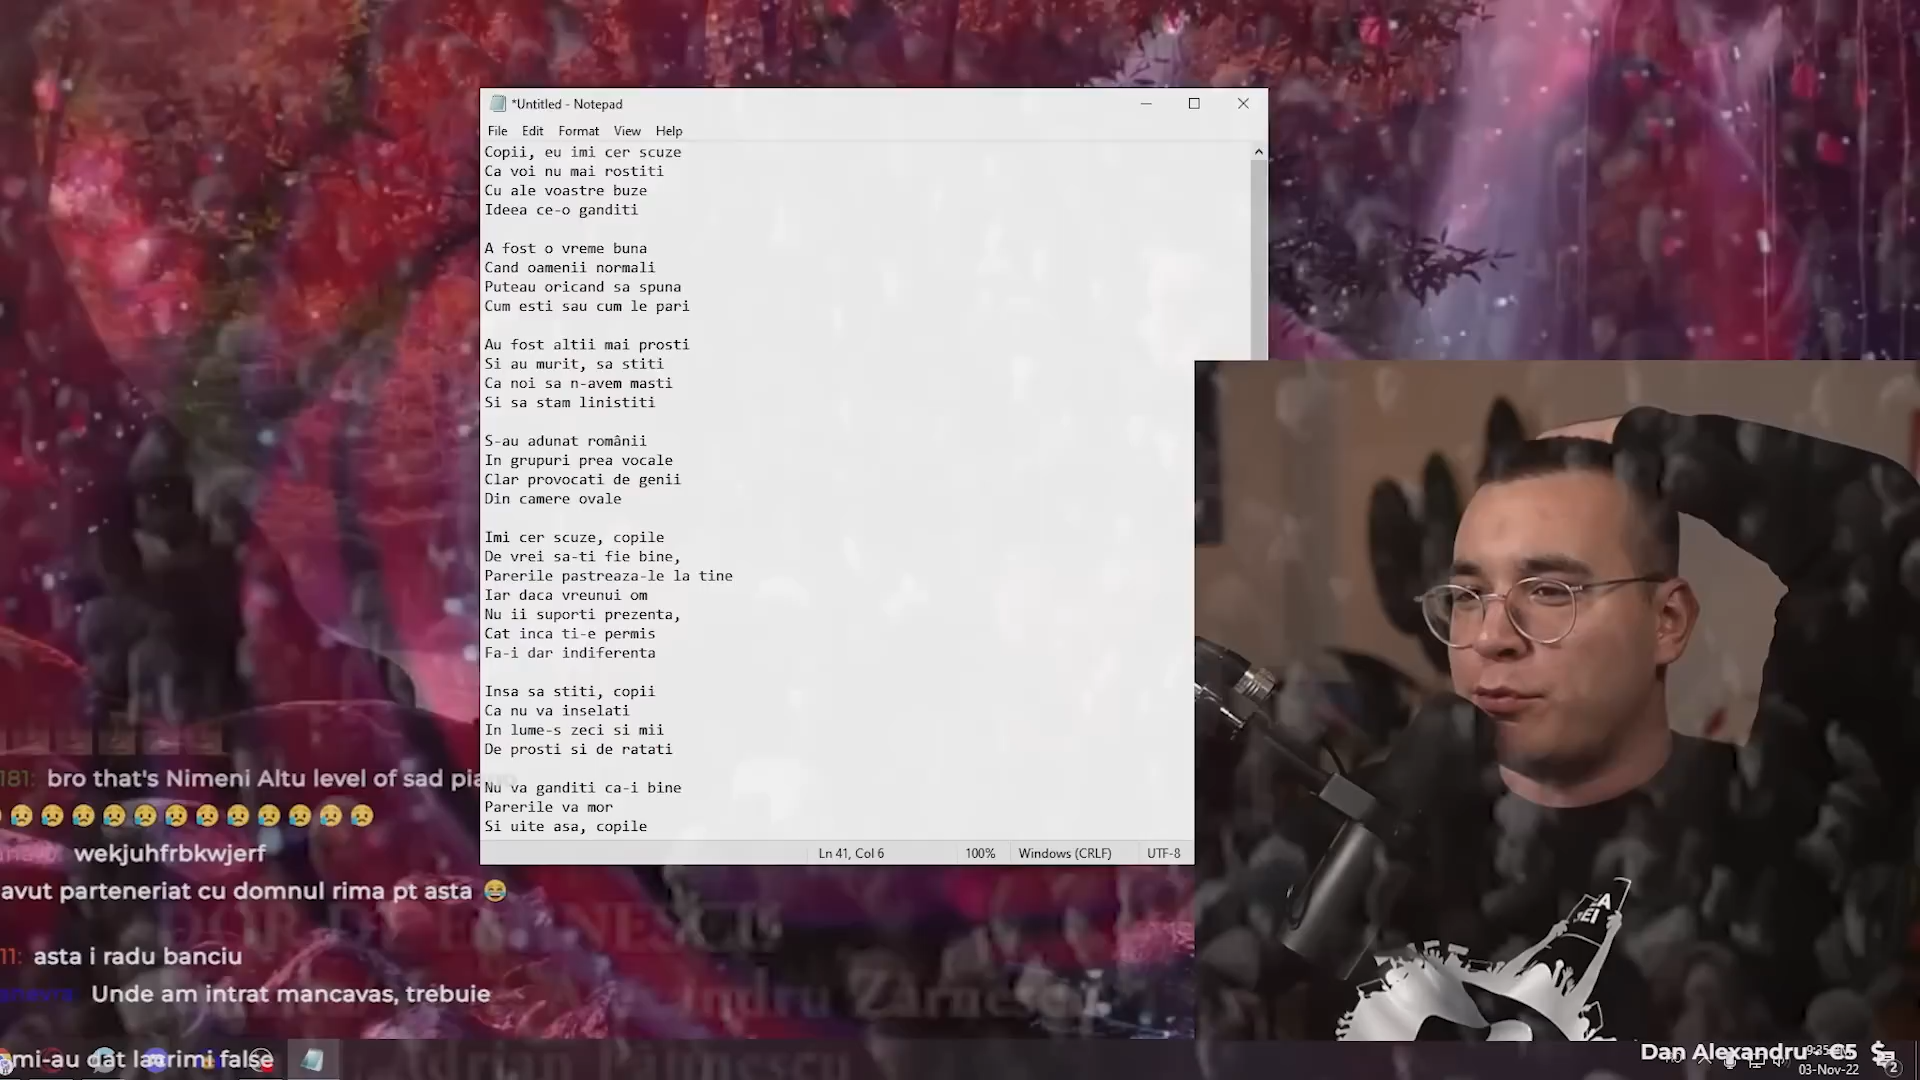 *Untitled - Notepad
File Edit Format View Help
Copii, eu imi cer scuze
Ca voi nu mai rostiti
Cu ale voastre buze
Ideea ce-o ganditi
A fost o vreme buna
Cand oamenii normali
Puteau oricand sa spuna
Cum esti sau cum le pari
Au fost altii mai prosti
Si au murit, sa stiti
Ca noi sa n-avem masti
Si sa stam linistiti
S-au adunat românii
In grupuri prea vocale
Clar provocati de genii
Din camere ovale
Imi cer scuze, copile
De vrei sa-ti fie bine,
Parerile pastreaza-le la tine
Iar daca vreunui om
Nu ii suporti prezenta,
Cat inca ti-e permis
Fa-i dar indiferenta
Insa sa stiti, copii
Ca nu va inselati
In lume-s zeci si mii
De prosti si de ratati
Nu va ganditi ca-i bine
Parerile va mor
Si uite asa, copile
Ln 41, Col 6 100% Windows (CRLF) UTF-8
181: bro that's Nimeni Altu level of sad piano
😥😥😥😥😥😥😥😥😥😥😥😥
wekjuhfrbkwjerf
avut parteneriat cu domnul rima pt asta 😂
11: asta i radu banciu
Unde am intrat mancavas, trebuie
mi-au dat lacrimi false
Dan Alexandru - €5
03-Nov-22
2